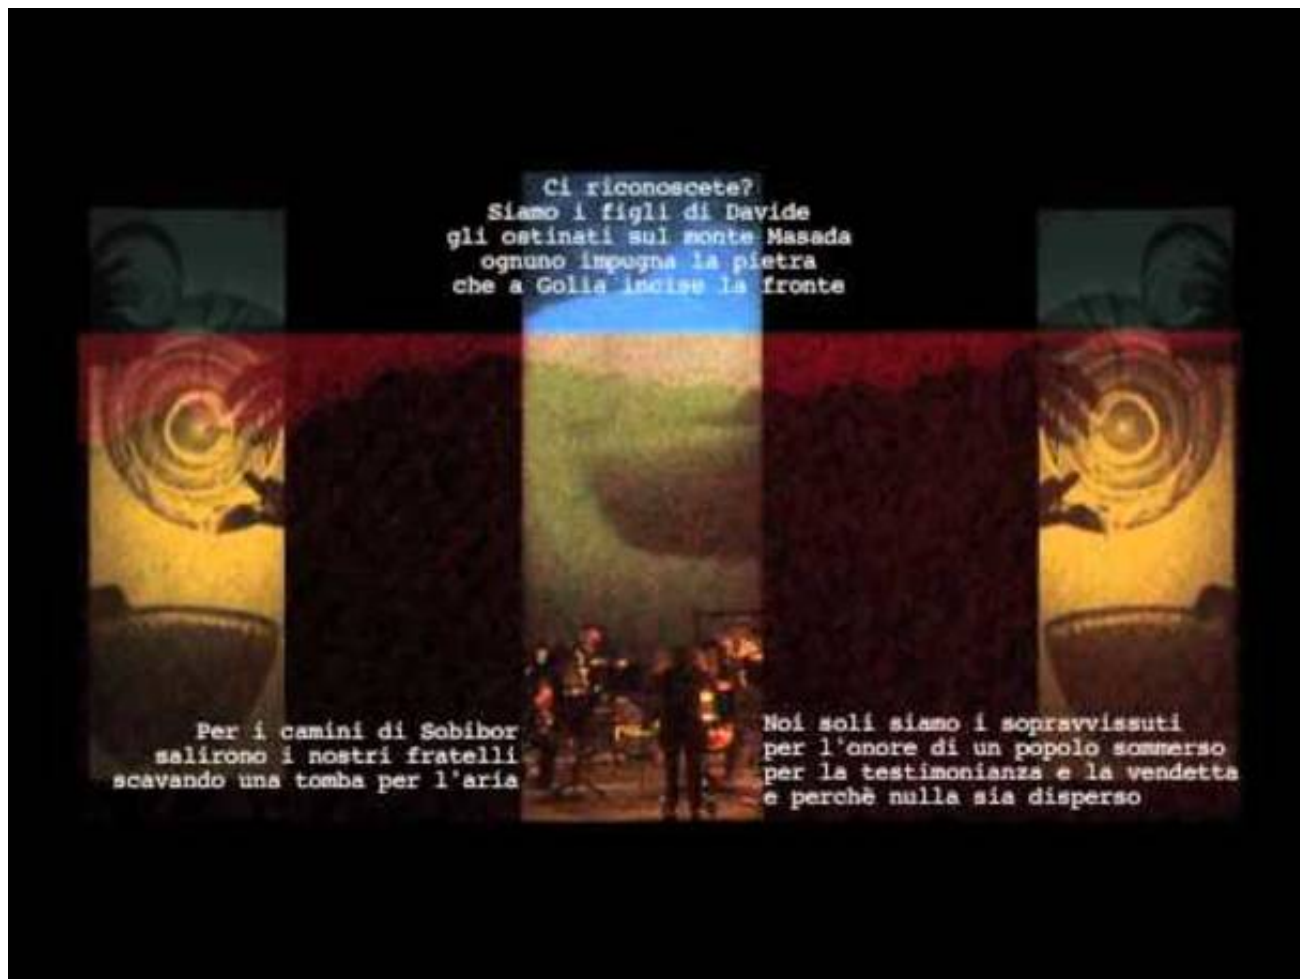 Ci riconoscete?
Siamo i figli di Davide
gli ostinati sul monte Masada
ognuno impugna la pietra
che a Golia incise la fronte
Per i camini di Sobibor
salirono i nostri fratelli
scavando una tomba per l'aria
Noi soli siamo i sopravvissuti
per l'onore di un popolo sommerso
per la testimonianza e la vendetta
e perchè nulla sia disperso